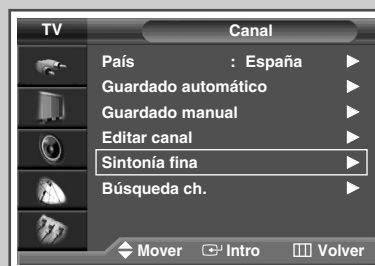 TV Canal
País : España
Guardado automático
Guardado manual
Editar canal
Sintonía fina
Búsqueda ch.
Mover Intro Volver